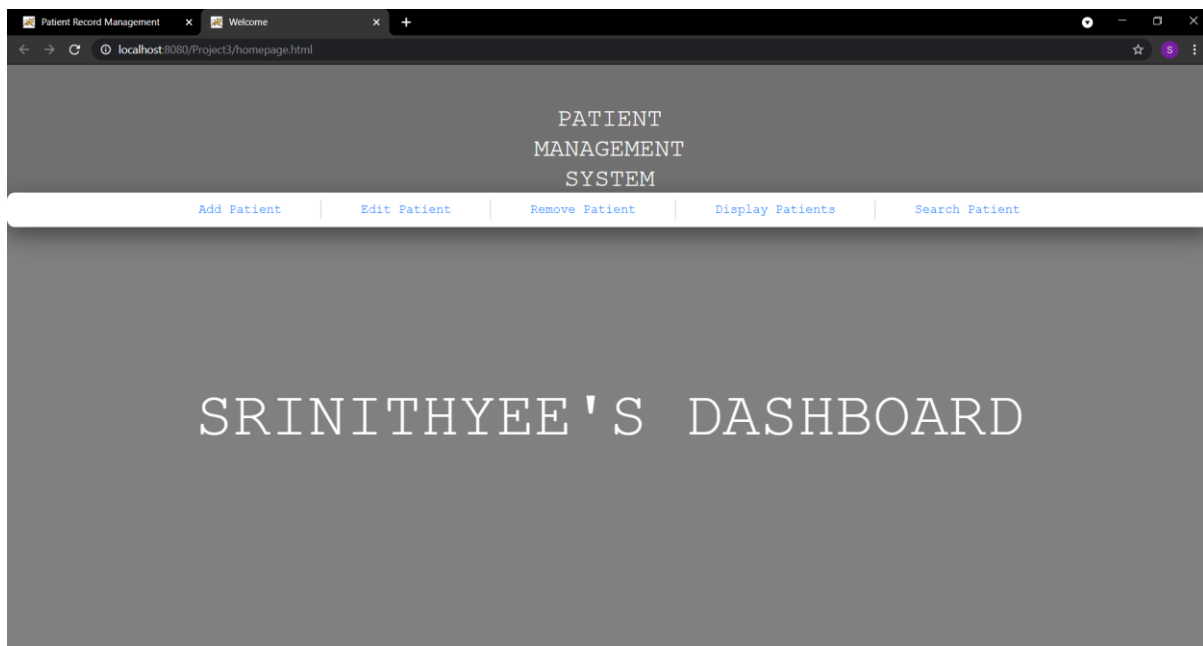 Patient Record Management
Welcome
localhost:8080/Project3/homepage.html
S
PATIENT
MANAGEMENT
SYSTEM
Add Patient Edit Patient Remove Patient Display Patients Search Patient
SRINITHYEE'S DASHBOARD